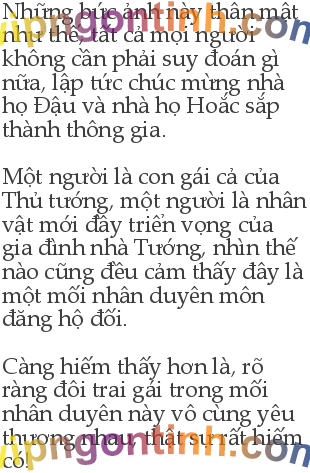 Những bức ảnh này thân mật
như thế, tất cả mọi người
không cần phải suy đoán gì
nữa, lập tức chúc mừng nhà
họ Đậu và nhà họ Hoắc sắp
thành thông gia.
Một người là con gái cả của
Thủ tướng, một người là nhân
vật mới đầy triển vọng của
gia đình nhà Tướng, nhìn thế
nào cũng đều cảm thấy đây là
một mối nhân duyên môn
đăng hộ đối.
Càng hiếm thấy hơn là, rõ
ràng đôi trai gái trong mối
nhân duyên này vô cùng yêu
thương nhau, thật sự rất hiếm
có!
vipngontinh.com
vipngontinh.com